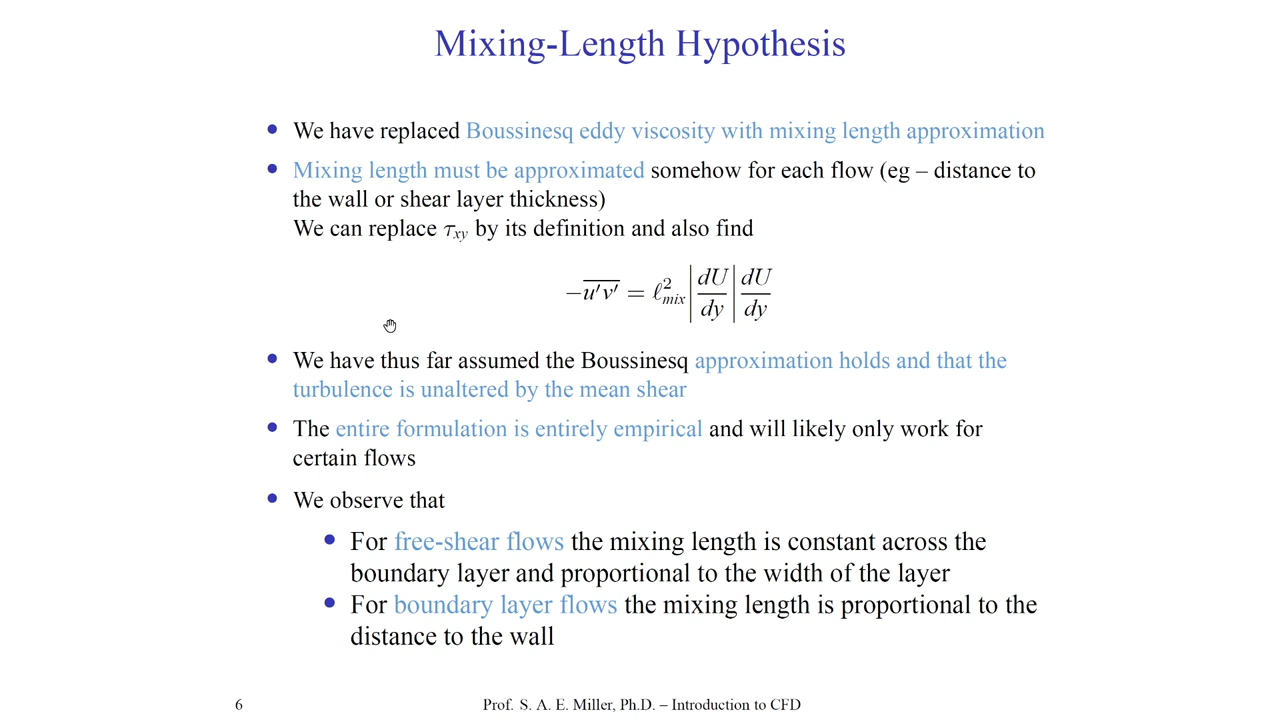 Mixing-Length Hypothesis
• We have replaced Boussinesq eddy viscosity with mixing length approximation
• Mixing length must be approximated somehow for each flow (eg – distance to
the wall or shear layer thickness)
We can replace τ_xy by its definition and also find
−\overline{u′v′} = ℓ²_mix |dU/dy| dU/dy
• We have thus far assumed the Boussinesq approximation holds and that the
turbulence is unaltered by the mean shear
• The entire formulation is entirely empirical and will likely only work for
certain flows
• We observe that
• For free-shear flows the mixing length is constant across the
boundary layer and proportional to the width of the layer
• For boundary layer flows the mixing length is proportional to the
distance to the wall
6 Prof. S. A. E. Miller, Ph.D. – Introduction to CFD